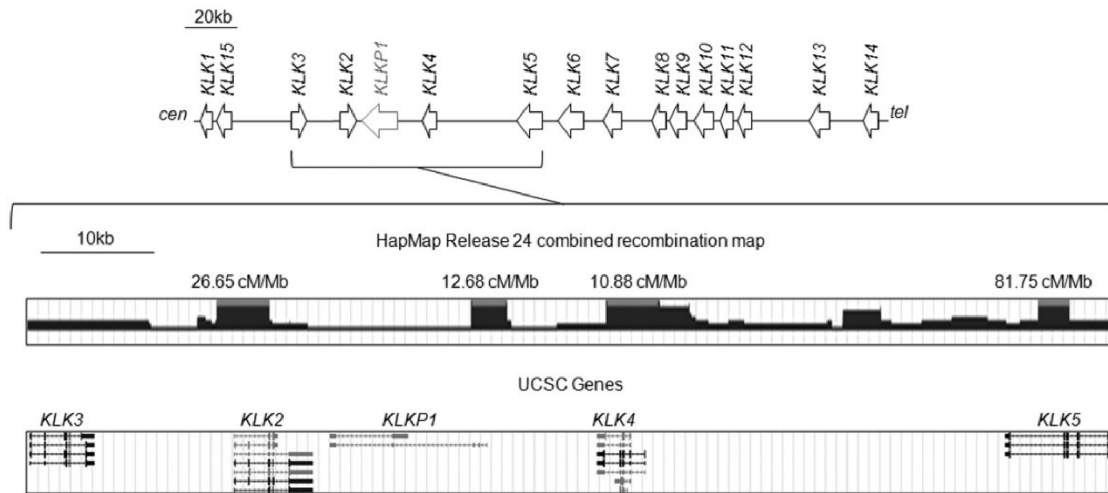 20kb
KLK1 KLK15 KLK3 KLK2 KLKP1 KLK4 KLK5 KLK6 KLK7 KLK8 KLK9 KLK10 KLK11 KLK12 KLK13 KLK14
cen tel
10kb
HapMap Release 24 combined recombination map
26.65 cM/Mb 12.68 cM/Mb 10.88 cM/Mb 81.75 cM/Mb
UCSC Genes
KLK3 KLK2 KLKP1 KLK4 KLK5